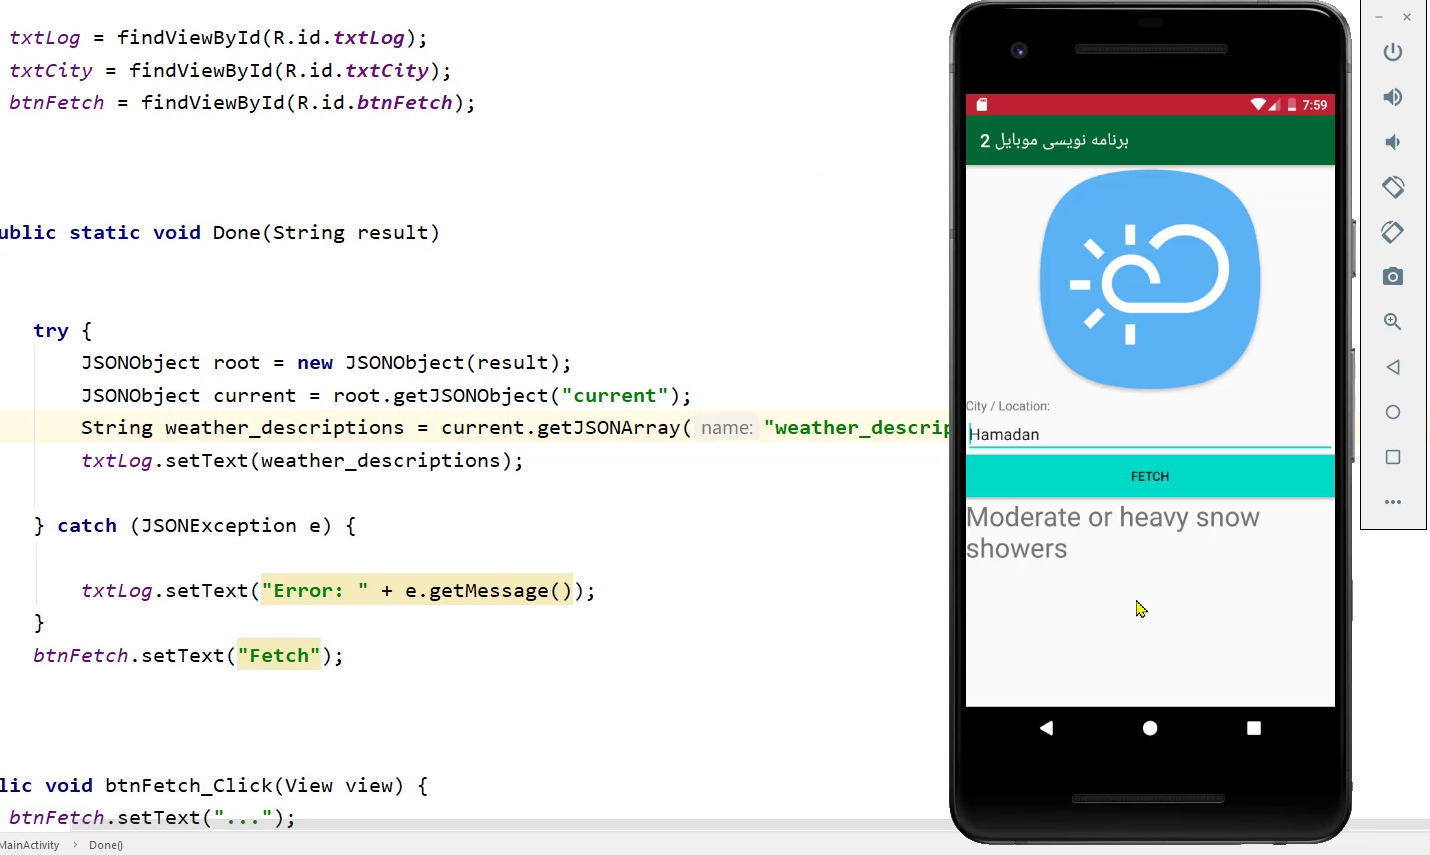 txtLog = findViewById(R.id.txtLog);
txtCity = findViewById(R.id.txtCity);
btnFetch = findViewById(R.id.btnFetch);
ublic static void Done(String result)
try {
JSONObject root = new JSONObject(result);
JSONObject current = root.getJSONObject("current");
String weather_descriptions = current.getJSONArray( name: "weather_descrip
txtLog.setText(weather_descriptions);
} catch (JSONException e) {
txtLog.setText("Error: " + e.getMessage());
}
btnFetch.setText("Fetch");
lic void btnFetch_Click(View view) {
btnFetch.setText("...");
MainActivity › Done()
7:59
برنامه نویسی موبایل 2
City / Location:
Hamadan
FETCH
Moderate or heavy snow
showers